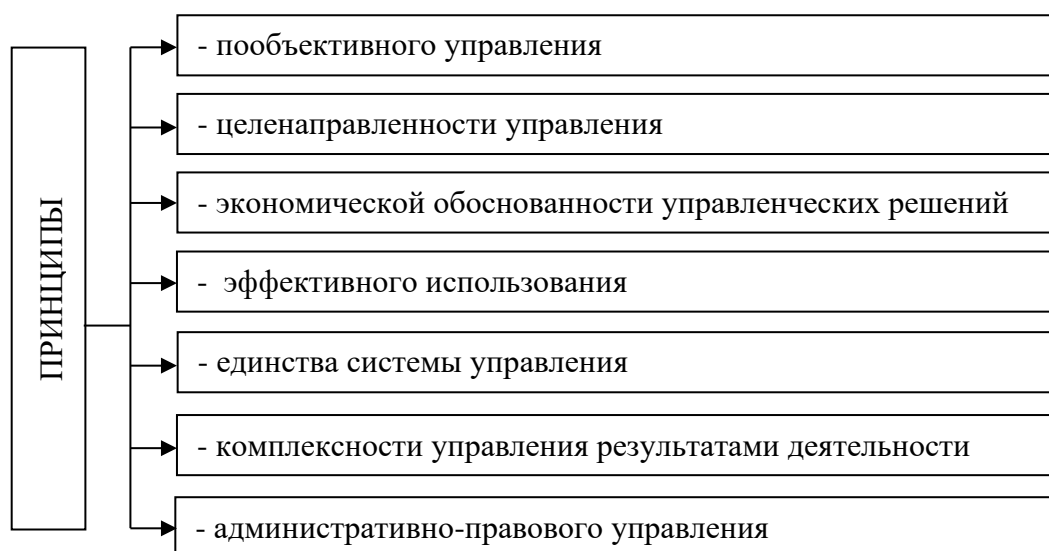 ПРИНЦИПЫ
- пообъективного управления
- целенаправленности управления
- экономической обоснованности управленческих решений
- эффективного использования
- единства системы управления
- комплексности управления результатами деятельности
- административно-правового управления